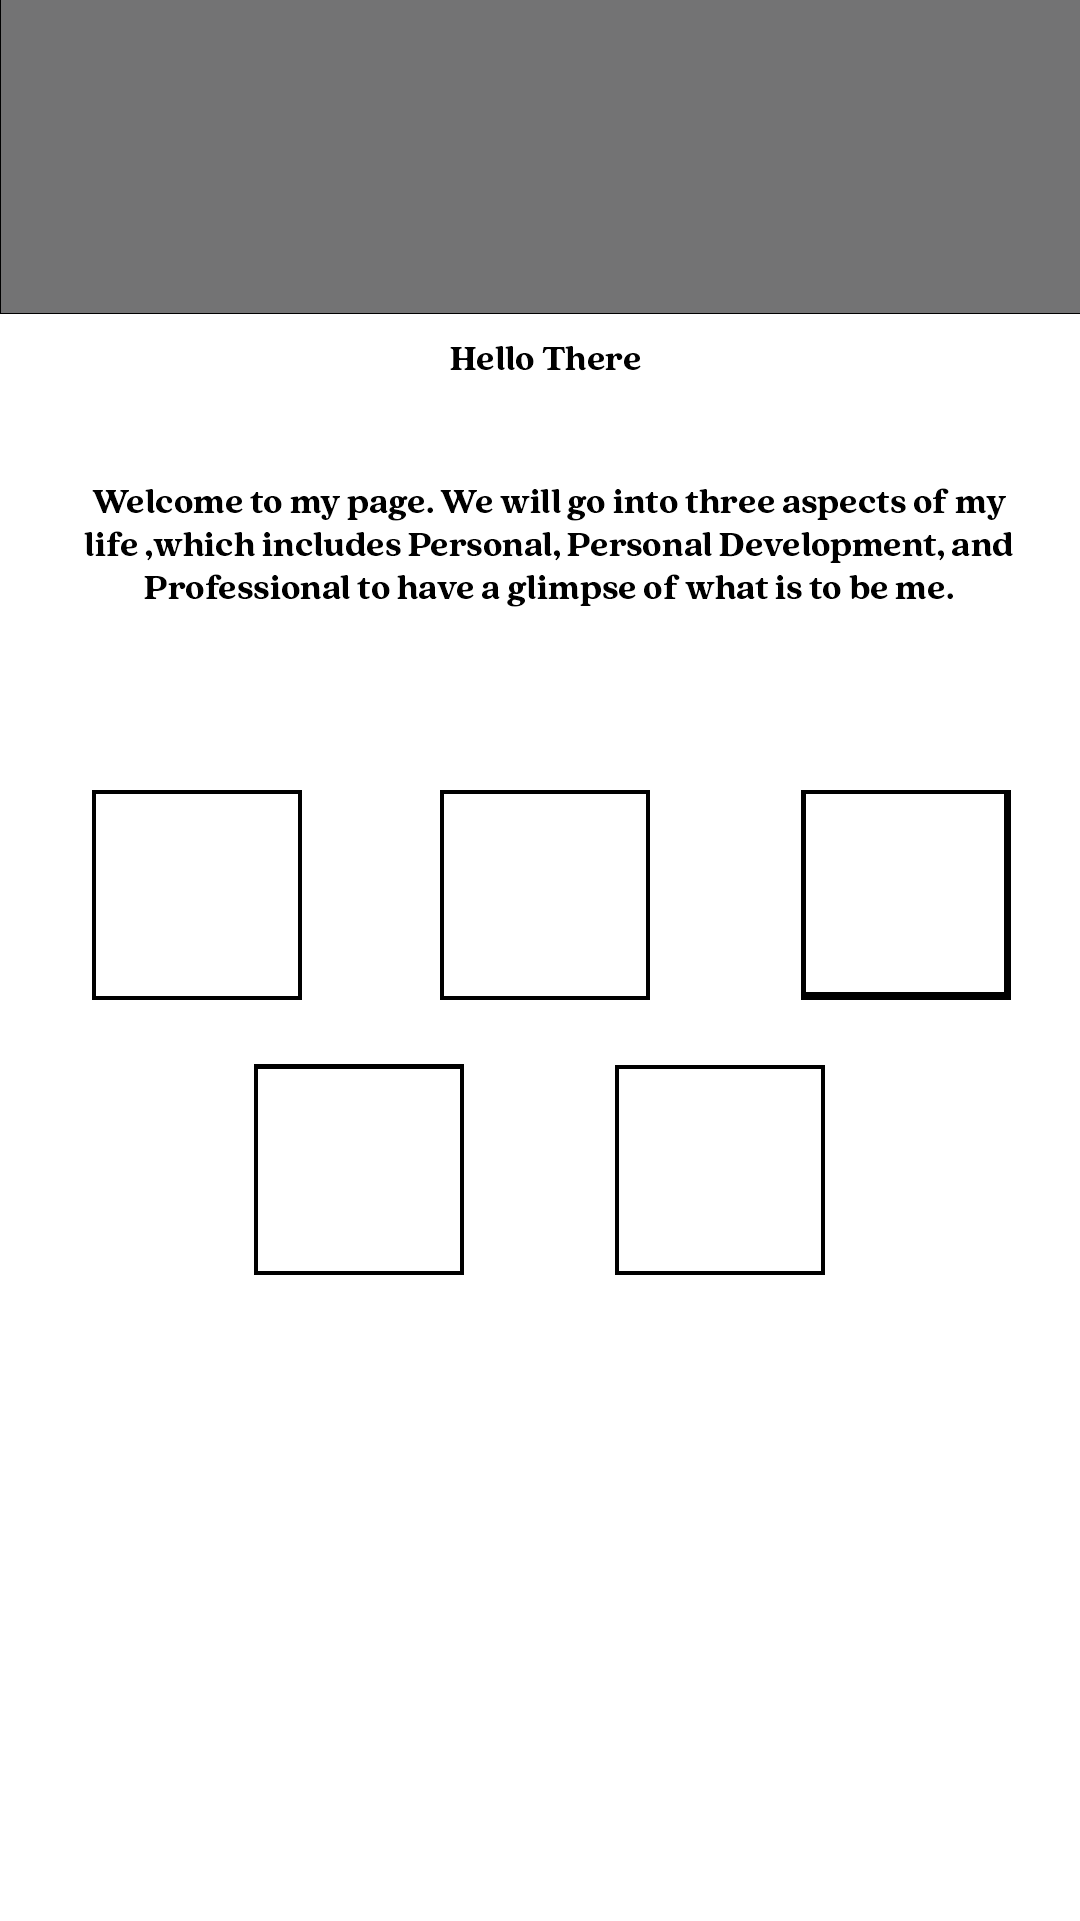 Hello There
Welcome to my page. We will go into three aspects of my
life ,which includes Personal, Personal Development, and
Professional to have a glimpse of what is to be me.